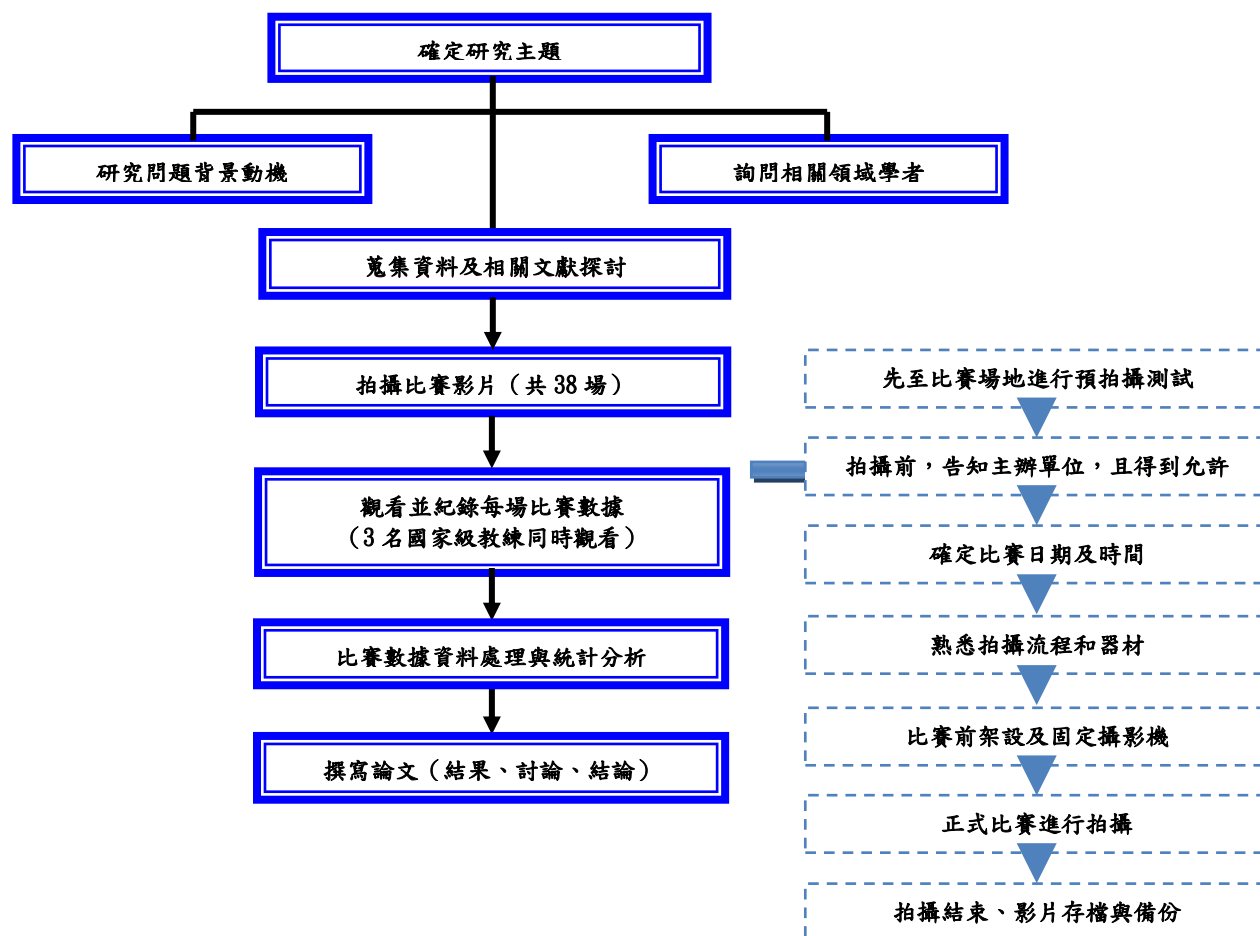 確定研究主題
研究問題背景動機
詢問相關領域學者
蒐集資料及相關文獻探討
拍攝比賽影片（共 38 場）
觀看並紀錄每場比賽數據
（3 名國家級教練同時觀看）
比賽數據資料處理與統計分析
撰寫論文（結果、討論、結論）
先至比賽場地進行預拍攝測試
拍攝前，告知主辦單位，且得到允許
確定比賽日期及時間
熟悉拍攝流程和器材
比賽前架設及固定攝影機
正式比賽進行拍攝
拍攝結束、影片存檔與備份